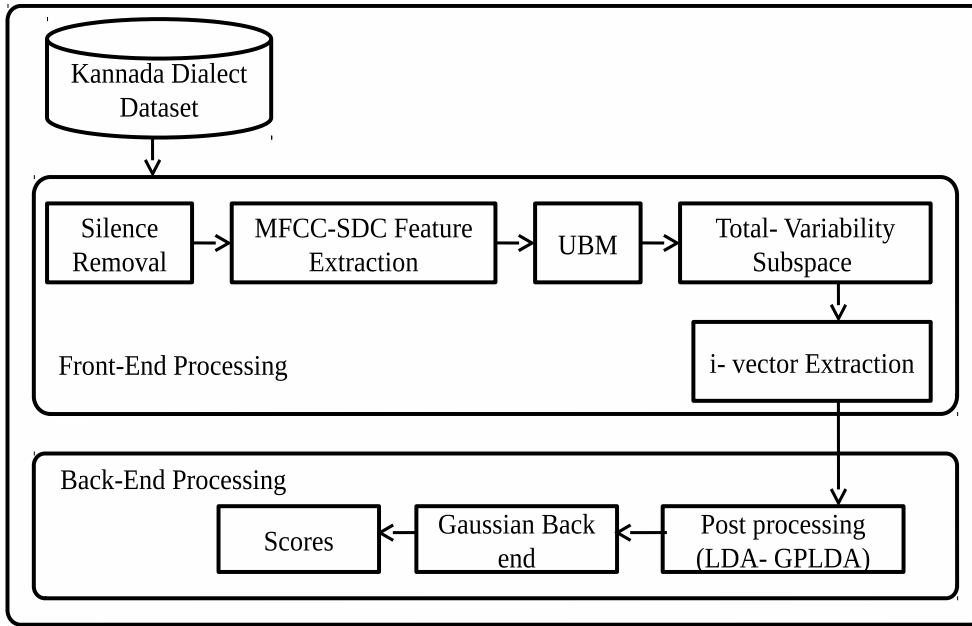 Kannada Dialect
Dataset
Silence
Removal
MFCC-SDC Feature
Extraction
UBM
Total- Variability
Subspace
i- vector Extraction
Front-End Processing
Back-End Processing
Post processing
(LDA- GPLDA)
Gaussian Back
end
Scores